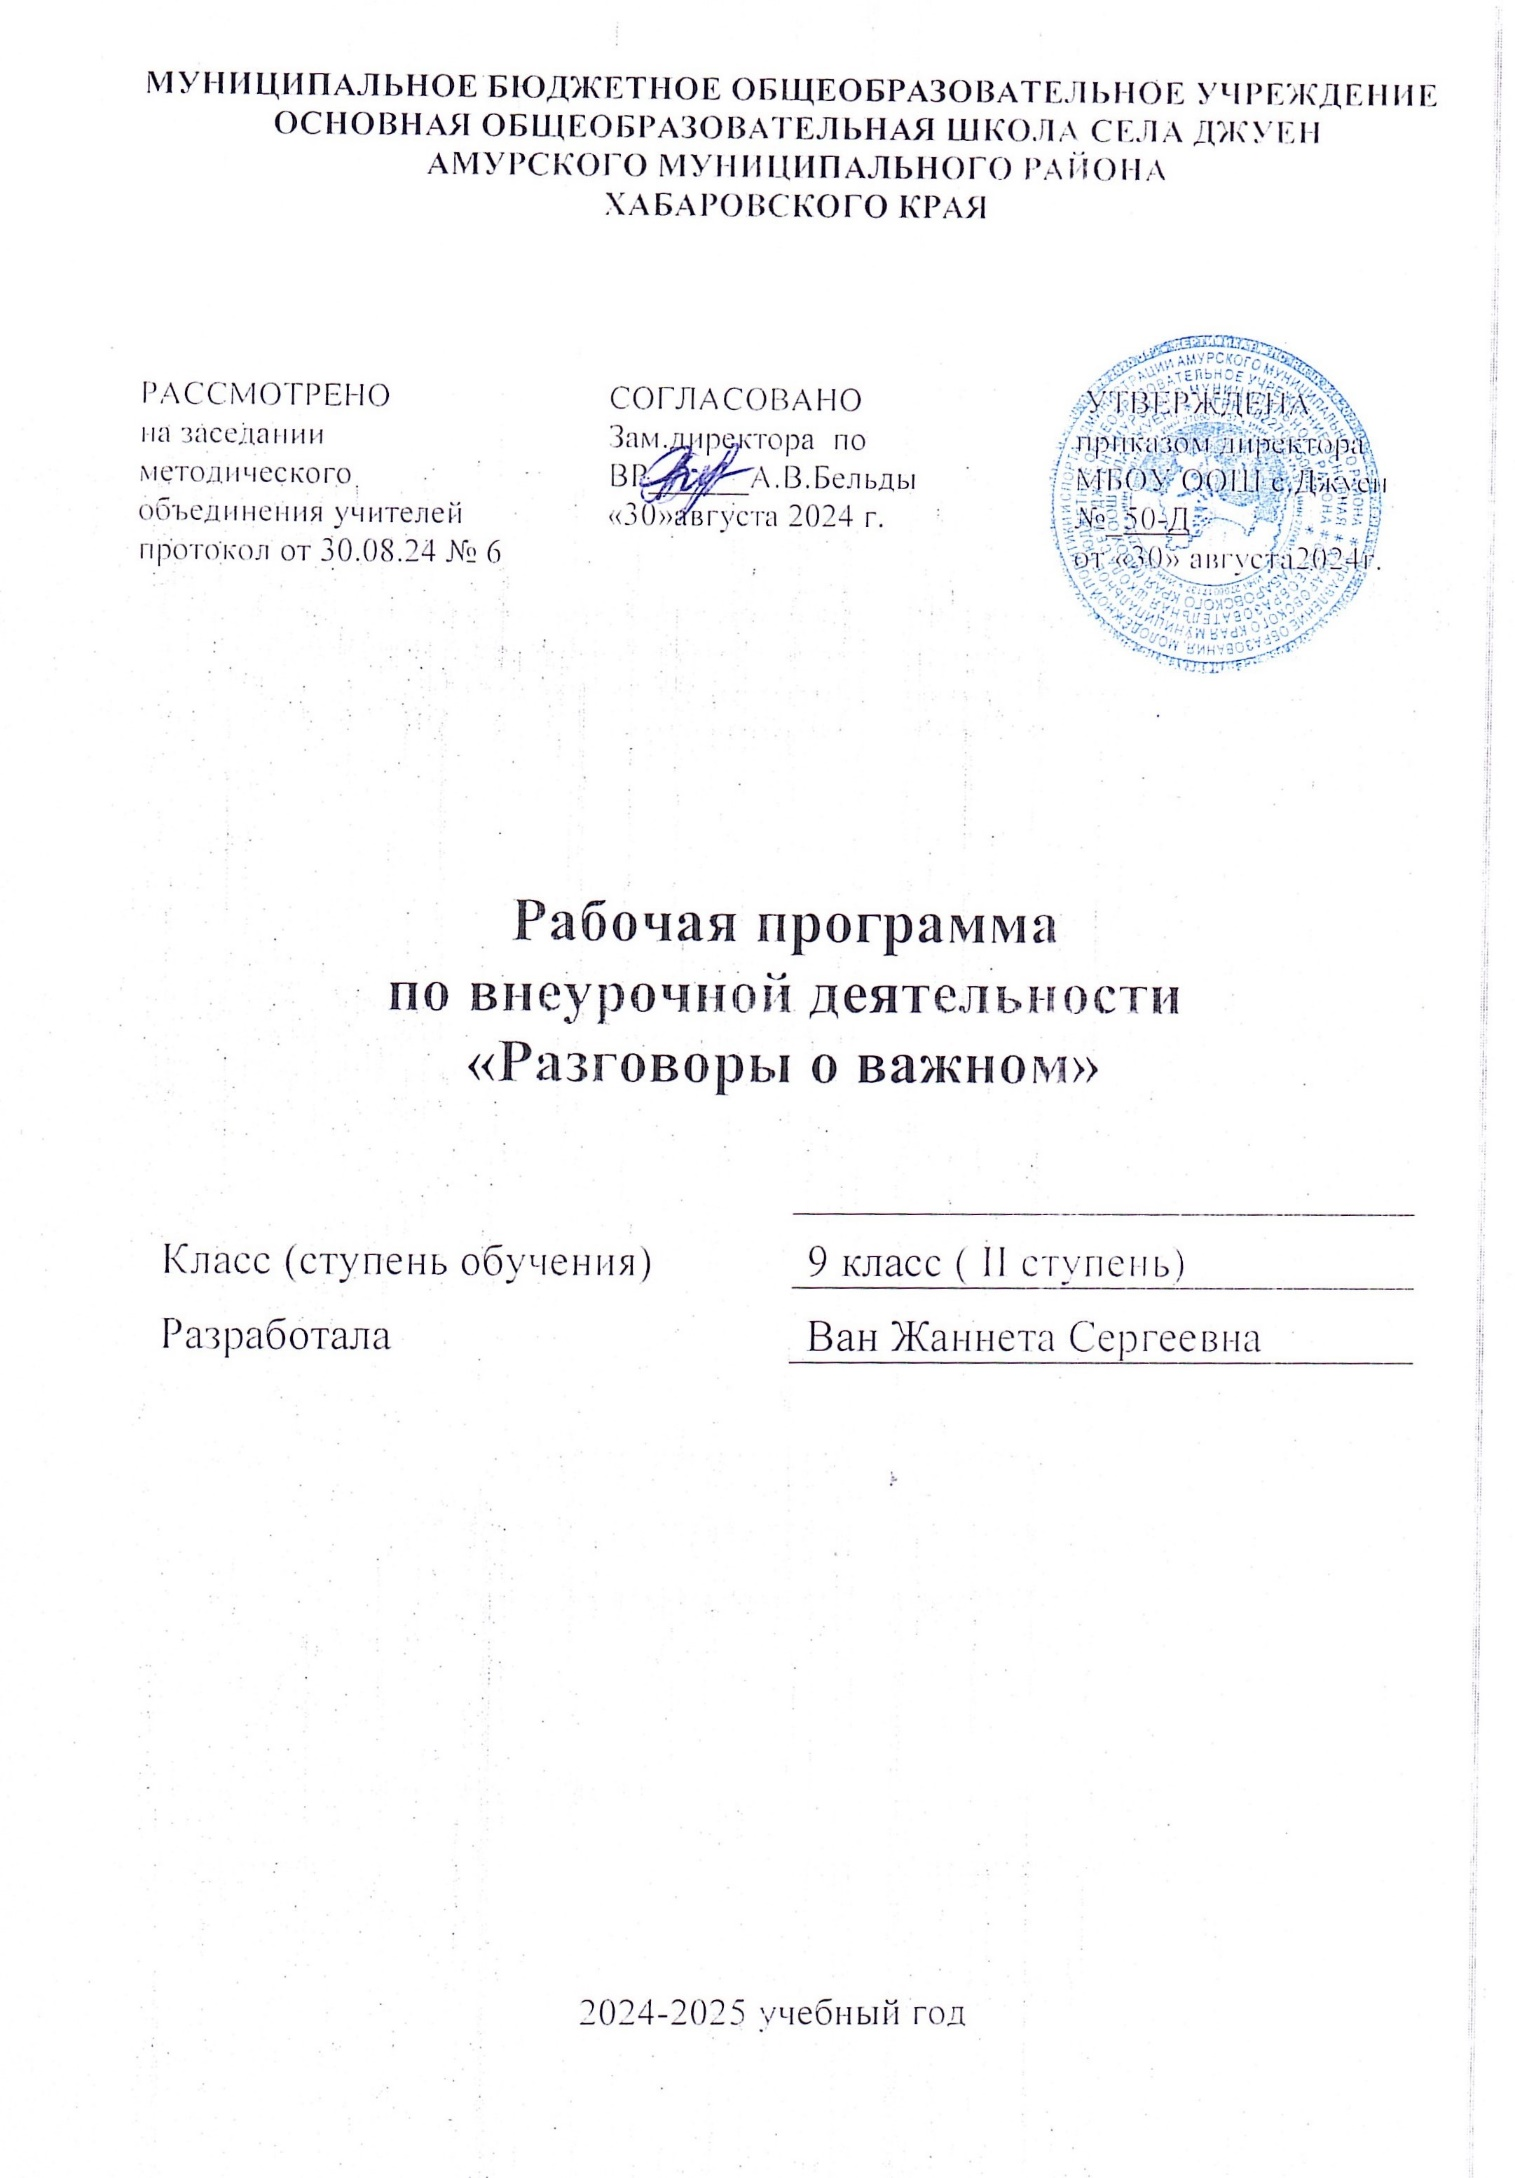 МУНИЦИПАЛЬНОЕ БЮДЖЕТНОЕ ОБЩЕОБРАЗОВАТЕЛЬНОЕ УЧРЕЖДЕНИЕ
ОСНОВНАЯ ОБЩЕОБРАЗОВАТЕЛЬНАЯ ШКОЛА СЕЛА ДЖУЕН
АМУРСКОГО МУНИЦИПАЛЬНОГО РАЙОНА
ХАБАРОВСКОГО КРАЯ
РАССМОТРЕНО
на заседании
методического
объединения учителей
протокол от 30.08.24 № 6
СОГЛАСОВАНО
Зам.директора по
ВР______А.В.Бельды
«30»августа 2024 г.
УТВЕРЖДЕНА
приказом директора
МБОУ ООШ с.Джуен
№ 50-Д
от «30» августа2024г.
Рабочая программа
по внеурочной деятельности
«Разговоры о важном»
Класс (ступень обучения) 9 класс ( II ступень)
Разработала Ван Жаннета Сергеевна
2024-2025 учебный год